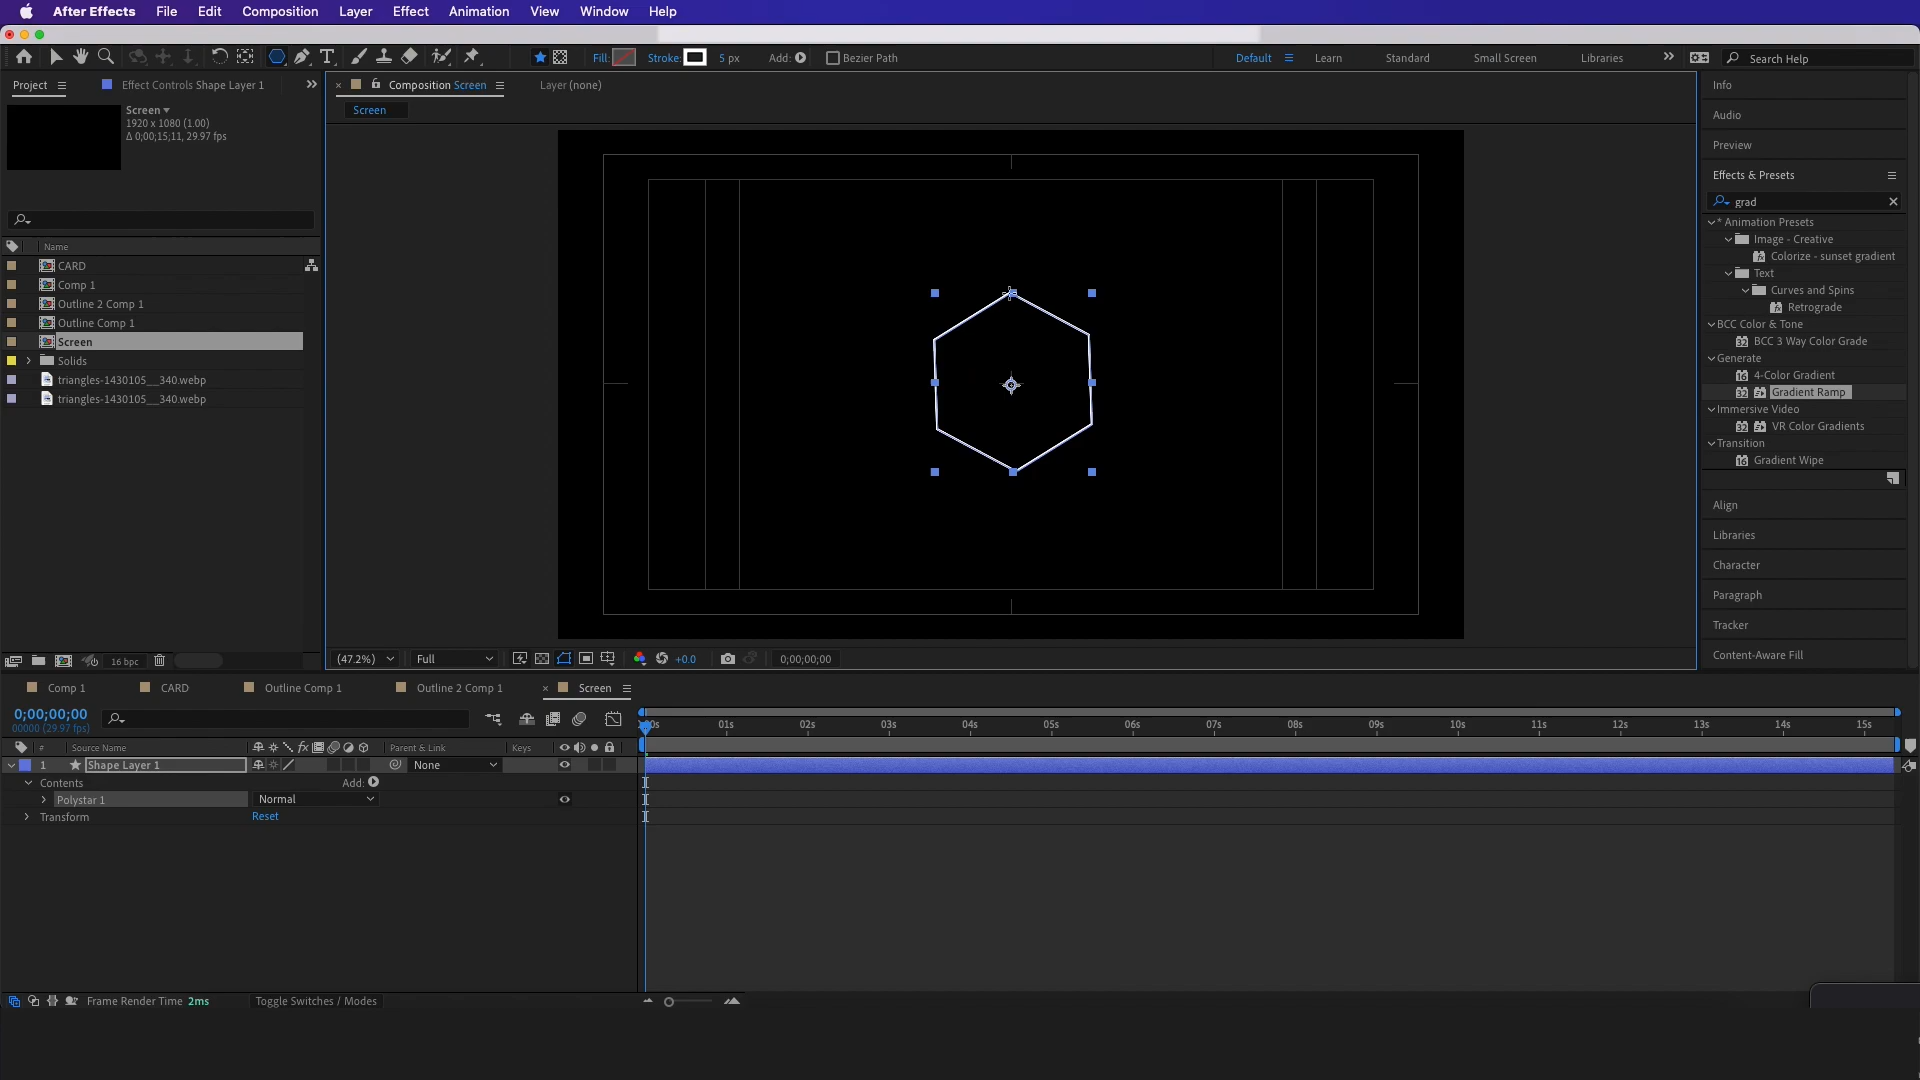 After Effects File Edit Composition Layer Effect Animation View Window Help
Fill: Stroke: 5 px Add: Bezier Path Default Learn Standard Small Screen Libraries Search Help
Project Effect Controls Shape Layer 1
Composition Screen Layer (none)
Screen
Screen
1920 x 1080 (1.00)
Δ 0;00;15;11, 29.97 fps
Name
CARD
Comp 1
Outline 2 Comp 1
Outline Comp 1
Screen
Solids
triangles-1430105__340.webp
triangles-1430105__340.webp
16 bpc
(47.2%) Full +0.0 0;00;00;00
Info
Audio
Preview
Effects & Presets
grad
* Animation Presets
Image - Creative
Colorize - sunset gradient
Text
Curves and Spins
Retrograde
BCC Color & Tone
32 BCC 3 Way Color Grade
Generate
16 4-Color Gradient
32 Gradient Ramp
Immersive Video
32 VR Color Gradients
Transition
16 Gradient Wipe
Align
Libraries
Character
Paragraph
Tracker
Content-Aware Fill
Comp 1 CARD Outline Comp 1 Outline 2 Comp 1 Screen
0;00;00;00
00000 (29.97 fps)
01s 02s 03s 04s 05s 06s 07s 08s 09s 10s 11s 12s 13s 14s 15s
# Source Name fx Parent & Link Keys
1 Shape Layer 1 None
Contents Add:
Polystar 1 Normal
Transform Reset
Frame Render Time 2ms Toggle Switches / Modes